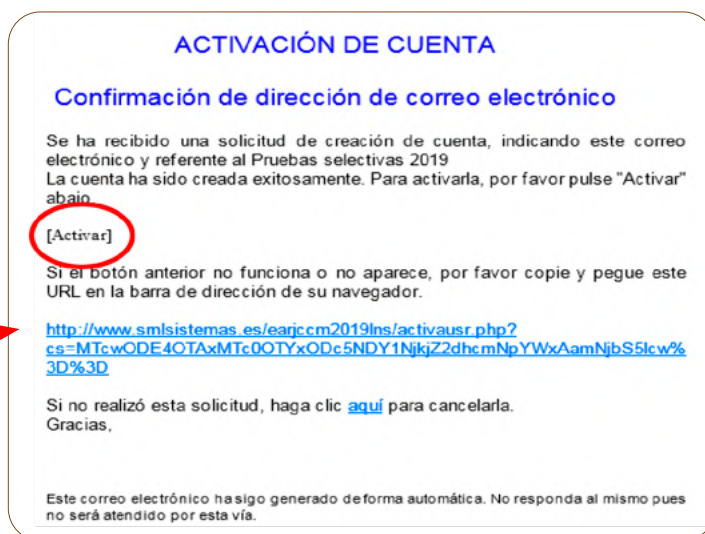 ACTIVACIÓN DE CUENTA
Confirmación de dirección de correo electrónico
Se ha recibido una solicitud de creación de cuenta, indicando este correo
electrónico y referente al Pruebas selectivas 2019
La cuenta ha sido creada exitosamente. Para activarla, por favor pulse "Activar"
abajo.
[Activar]
Si el botón anterior no funciona o no aparece, por favor copie y pegue este
URL en la barra de dirección de su navegador.
http://www.smlsistemas.es/earjccm2019lns/activausr.php?
cs=MTcwODE4OTAxMTc0OTYxODc5NDY1NjkjZ2dhcmNpYWxAamNjbS5lcw%
3D%3D
Si no realizó esta solicitud, haga clic aquí para cancelarla.
Gracias,
Este correo electrónico ha sigo generado de forma automática. No responda al mismo pues
no será atendido por esta vía.